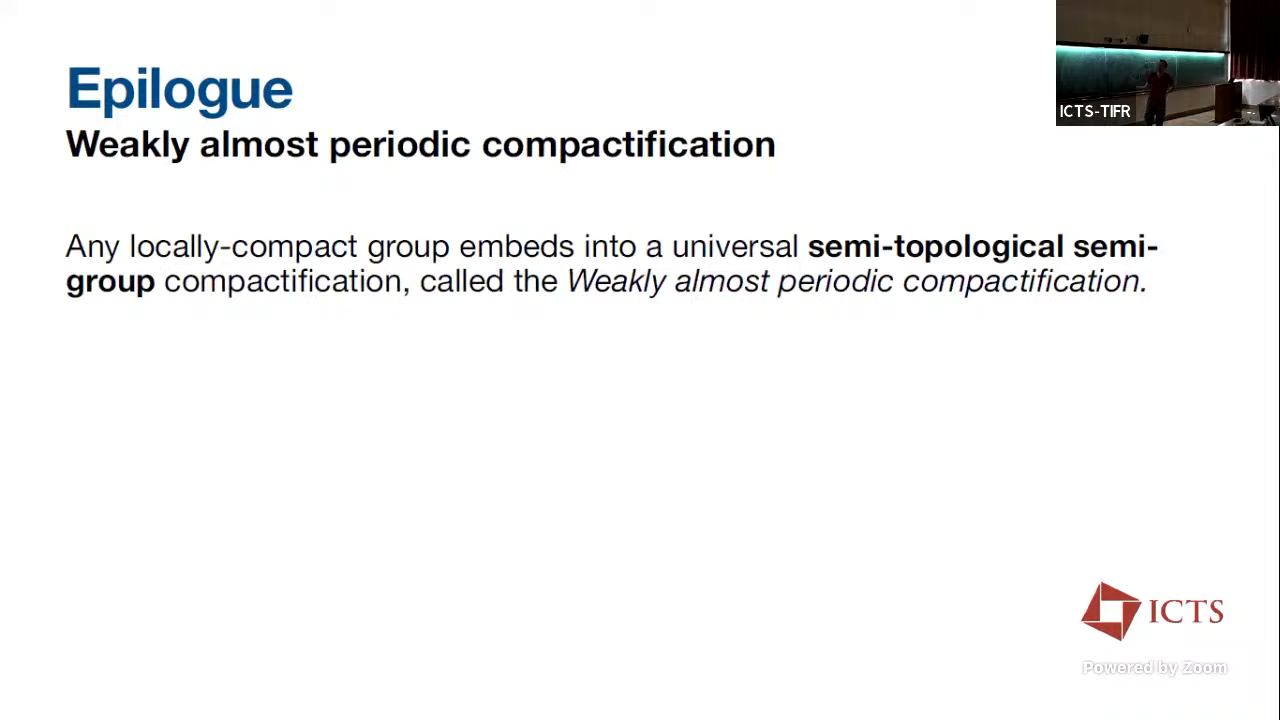 Epilogue
Weakly almost periodic compactification
ICTS-TIFR
Any locally-compact group embeds into a universal semi-topological semi-
group compactification, called the Weakly almost periodic compactification.
ICTS
Powered by Zoom